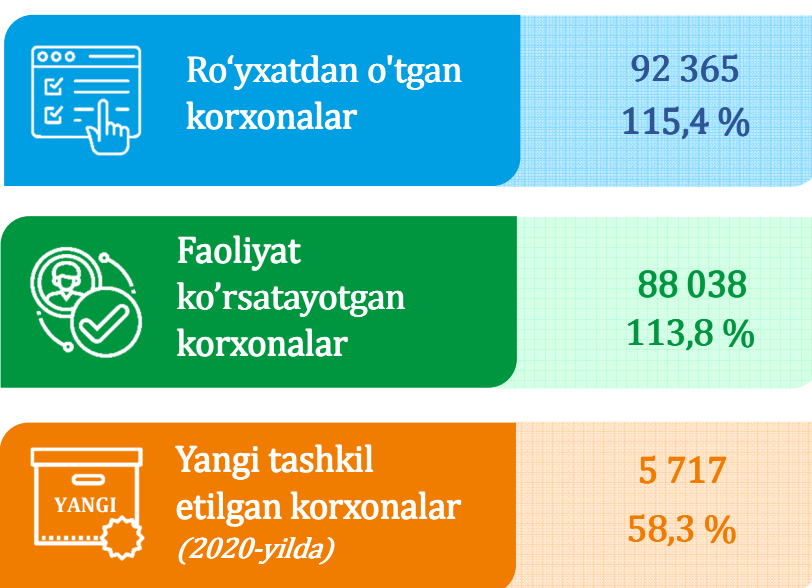 Ro‘yxatdan o'tgan
korxonalar
92 365
115,4 %
Faoliyat
ko’rsatayotgan
korxonalar
88 038
113,8 %
YANGI
Yangi tashkil
etilgan korxonalar
(2020-yilda)
5 717
58,3 %